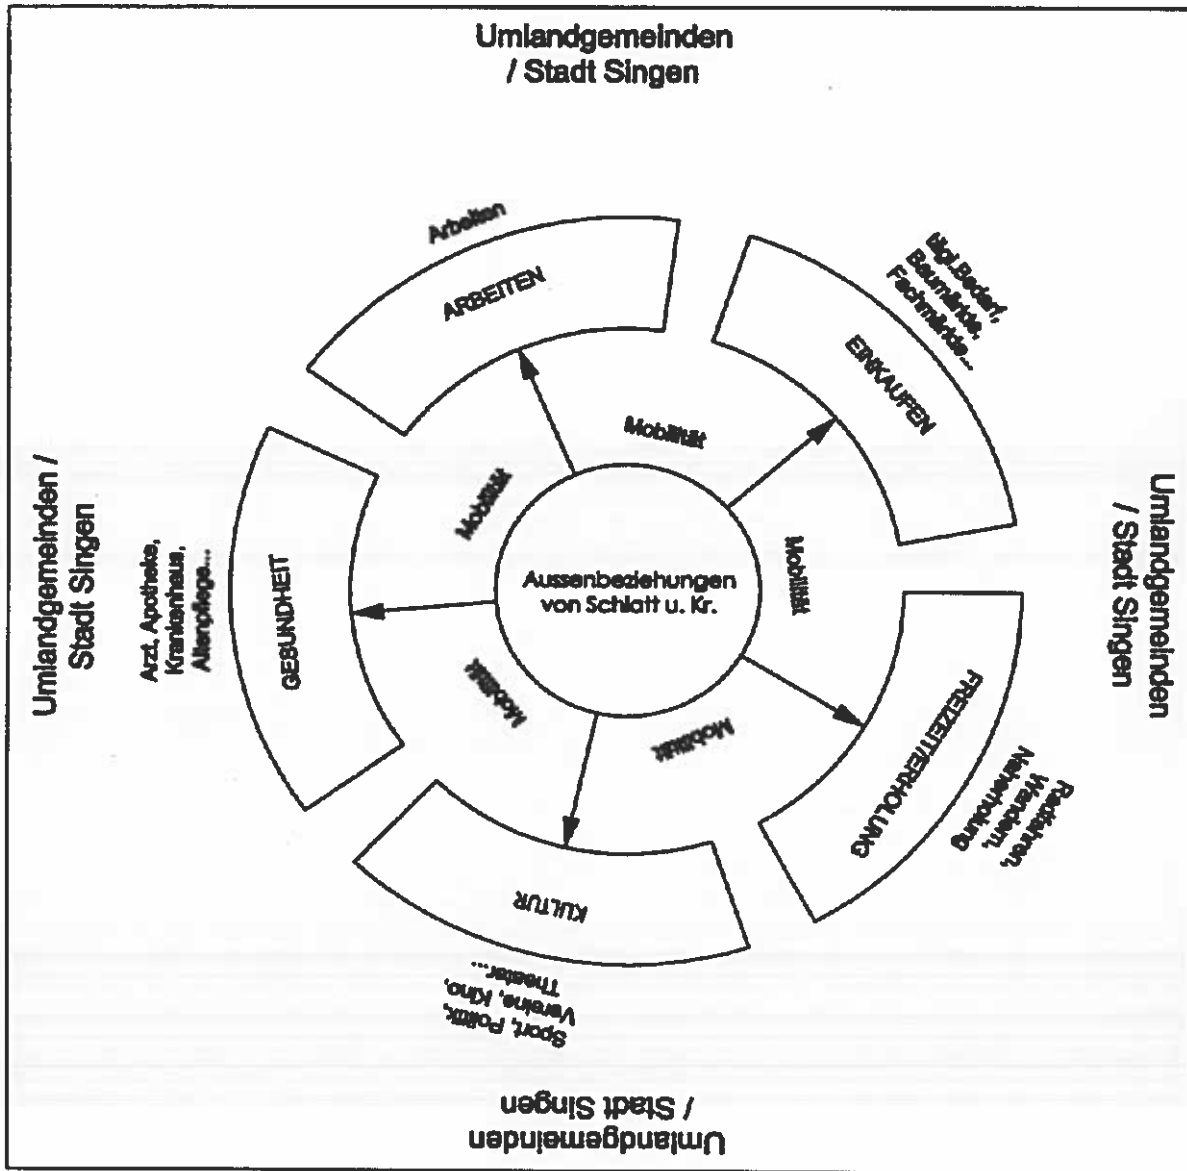 Umlandgemeinden
/ Stadt Singen
Arbeiten
ARBEITEN
tägl.Bedarf,
Baumärkte,
Fachmärkte...
EINKAUFEN
Mobilität
Mobilität
Umlandgemeinden /
Stadt Singen
Arzt, Apotheke,
Krankenhaus,
Altenpflege...
GESUNDHEIT
Aussenbeziehungen
von Schlatt u. Kr.
Mobilität
Umlandgemeinden
/ Stadt Singen
Mobilität
Mobilität
FREIZEIT/ERHOLUNG
Radfahren,
Wandern,
Naherholung
KULTUR
Sport, Politik,
Vereine, Kino,
Theater...
Umlandgemeinden
/ Stadt Singen